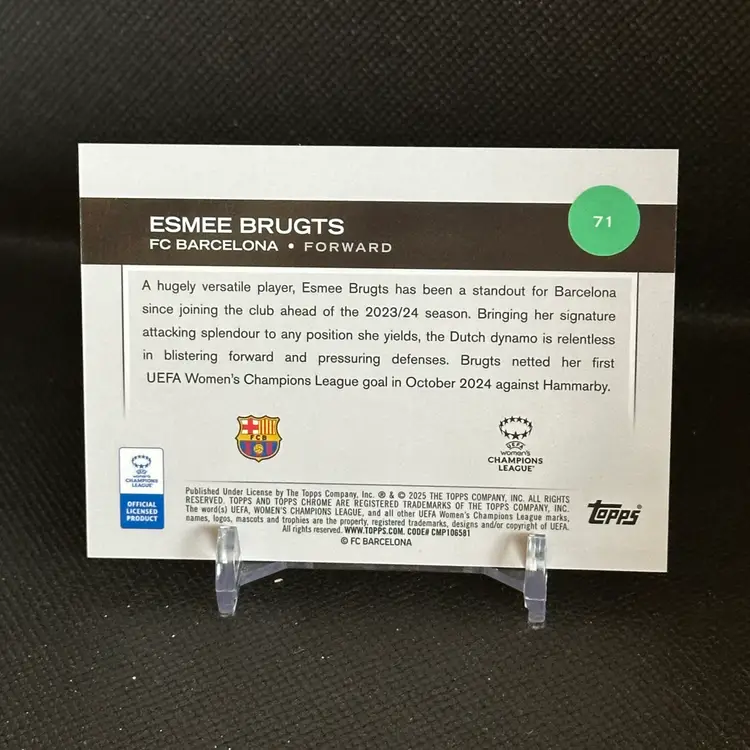 ESMEE BRUGTS
71
FC BARCELONA • FORWARD
A hugely versatile player, Esmee Brugts has been a standout for Barcelona
since joining the club ahead of the 2023/24 season. Bringing her signature
attacking splendour to any position she yields, the Dutch dynamo is relentless
in blistering forward and pressuring defenses. Brugts netted her first
UEFA Women's Champions League goal in October 2024 against Hammarby.
FCB
UEFA
WOMEN'S
CHAMPIONS
LEAGUE
WOMEN'S
CHAMPIONS
LEAGUE
OFFICIAL
LICENSED
PRODUCT
Published Under License by The Topps Company, Inc. ® & © 2025 THE TOPPS COMPANY, INC. ALL RIGHTS
RESERVED. TOPPS AND TOPPS CHROME ARE REGISTERED TRADEMARKS OF THE TOPPS COMPANY, INC.
The word(s) UEFA, WOMEN'S CHAMPIONS LEAGUE, and all other UEFA Women's Champions League marks,
names, logos, mascots and trophies are the property, registered trademarks, designs and/or copyright of UEFA.
All rights reserved. WWW.TOPPS.COM. CODE# CMP106581
© FC BARCELONA
topps